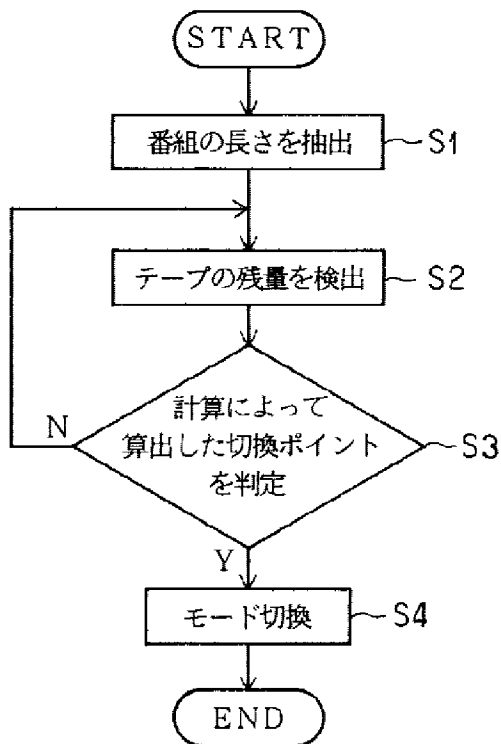 START
番組の長さを抽出
S1
テープの残量を検出
S2
計算によって
算出した切換ポイント
を判定
S3
N
Y
モード切換
S4
END